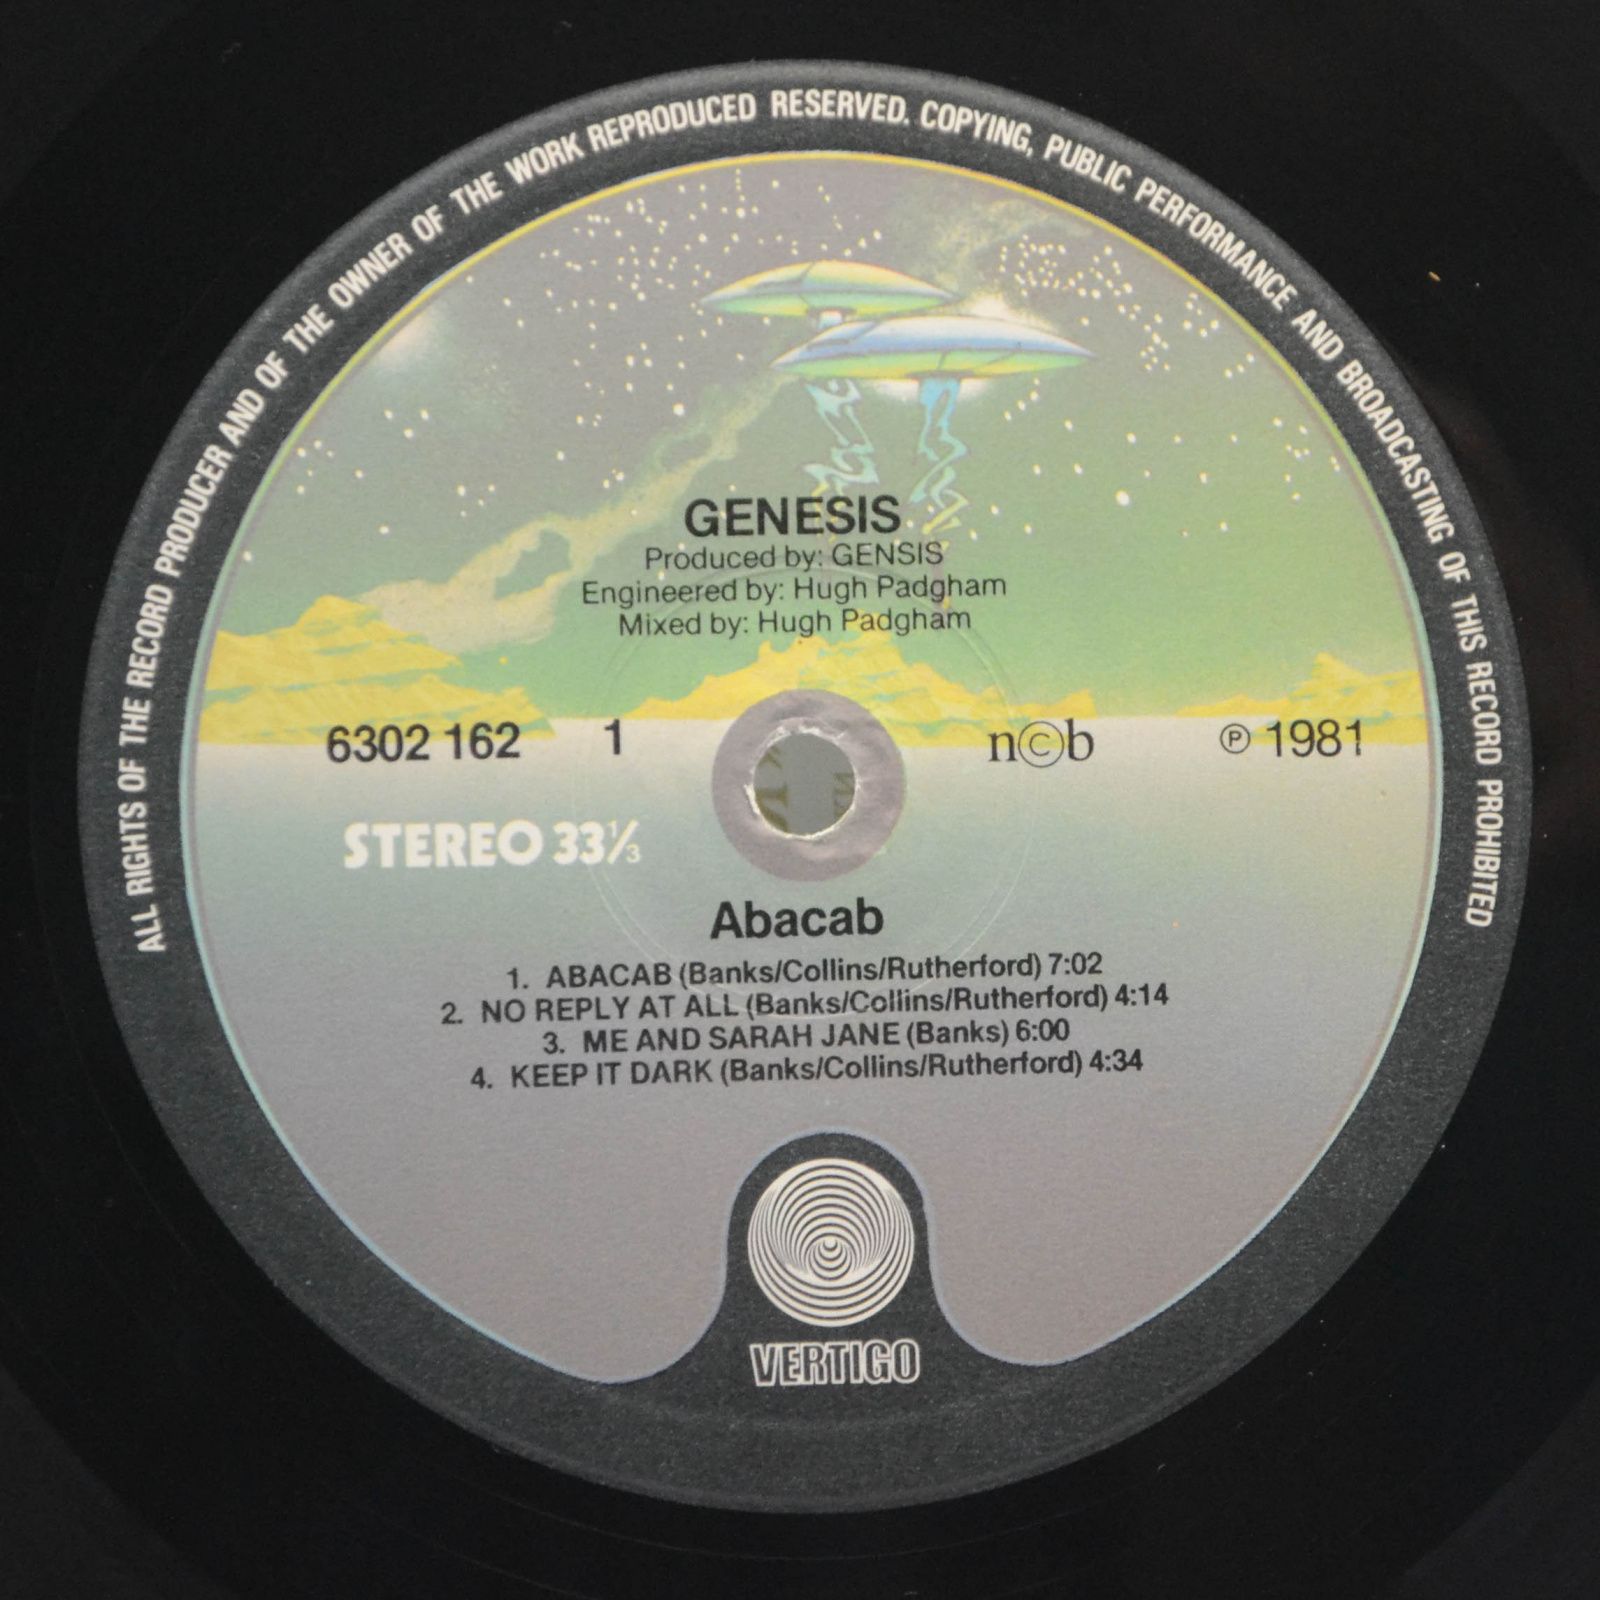 ALL RIGHTS OF THE RECORD PRODUCER AND OF THE OWNER OF THE WORK REPRODUCED RESERVED. COPYING, PUBLIC PERFORMANCE AND BROADCASTING OF THIS RECORD PROHIBITED
GENESIS
Produced by: GENSIS
Engineered by: Hugh Padgham
Mixed by: Hugh Padgham
6302 162 1 n©b ℗ 1981
STEREO 33⅓
Abacab
1. ABACAB (Banks/Collins/Rutherford) 7:02
2. NO REPLY AT ALL (Banks/Collins/Rutherford) 4:14
3. ME AND SARAH JANE (Banks) 6:00
4. KEEP IT DARK (Banks/Collins/Rutherford) 4:34
VERTIGO